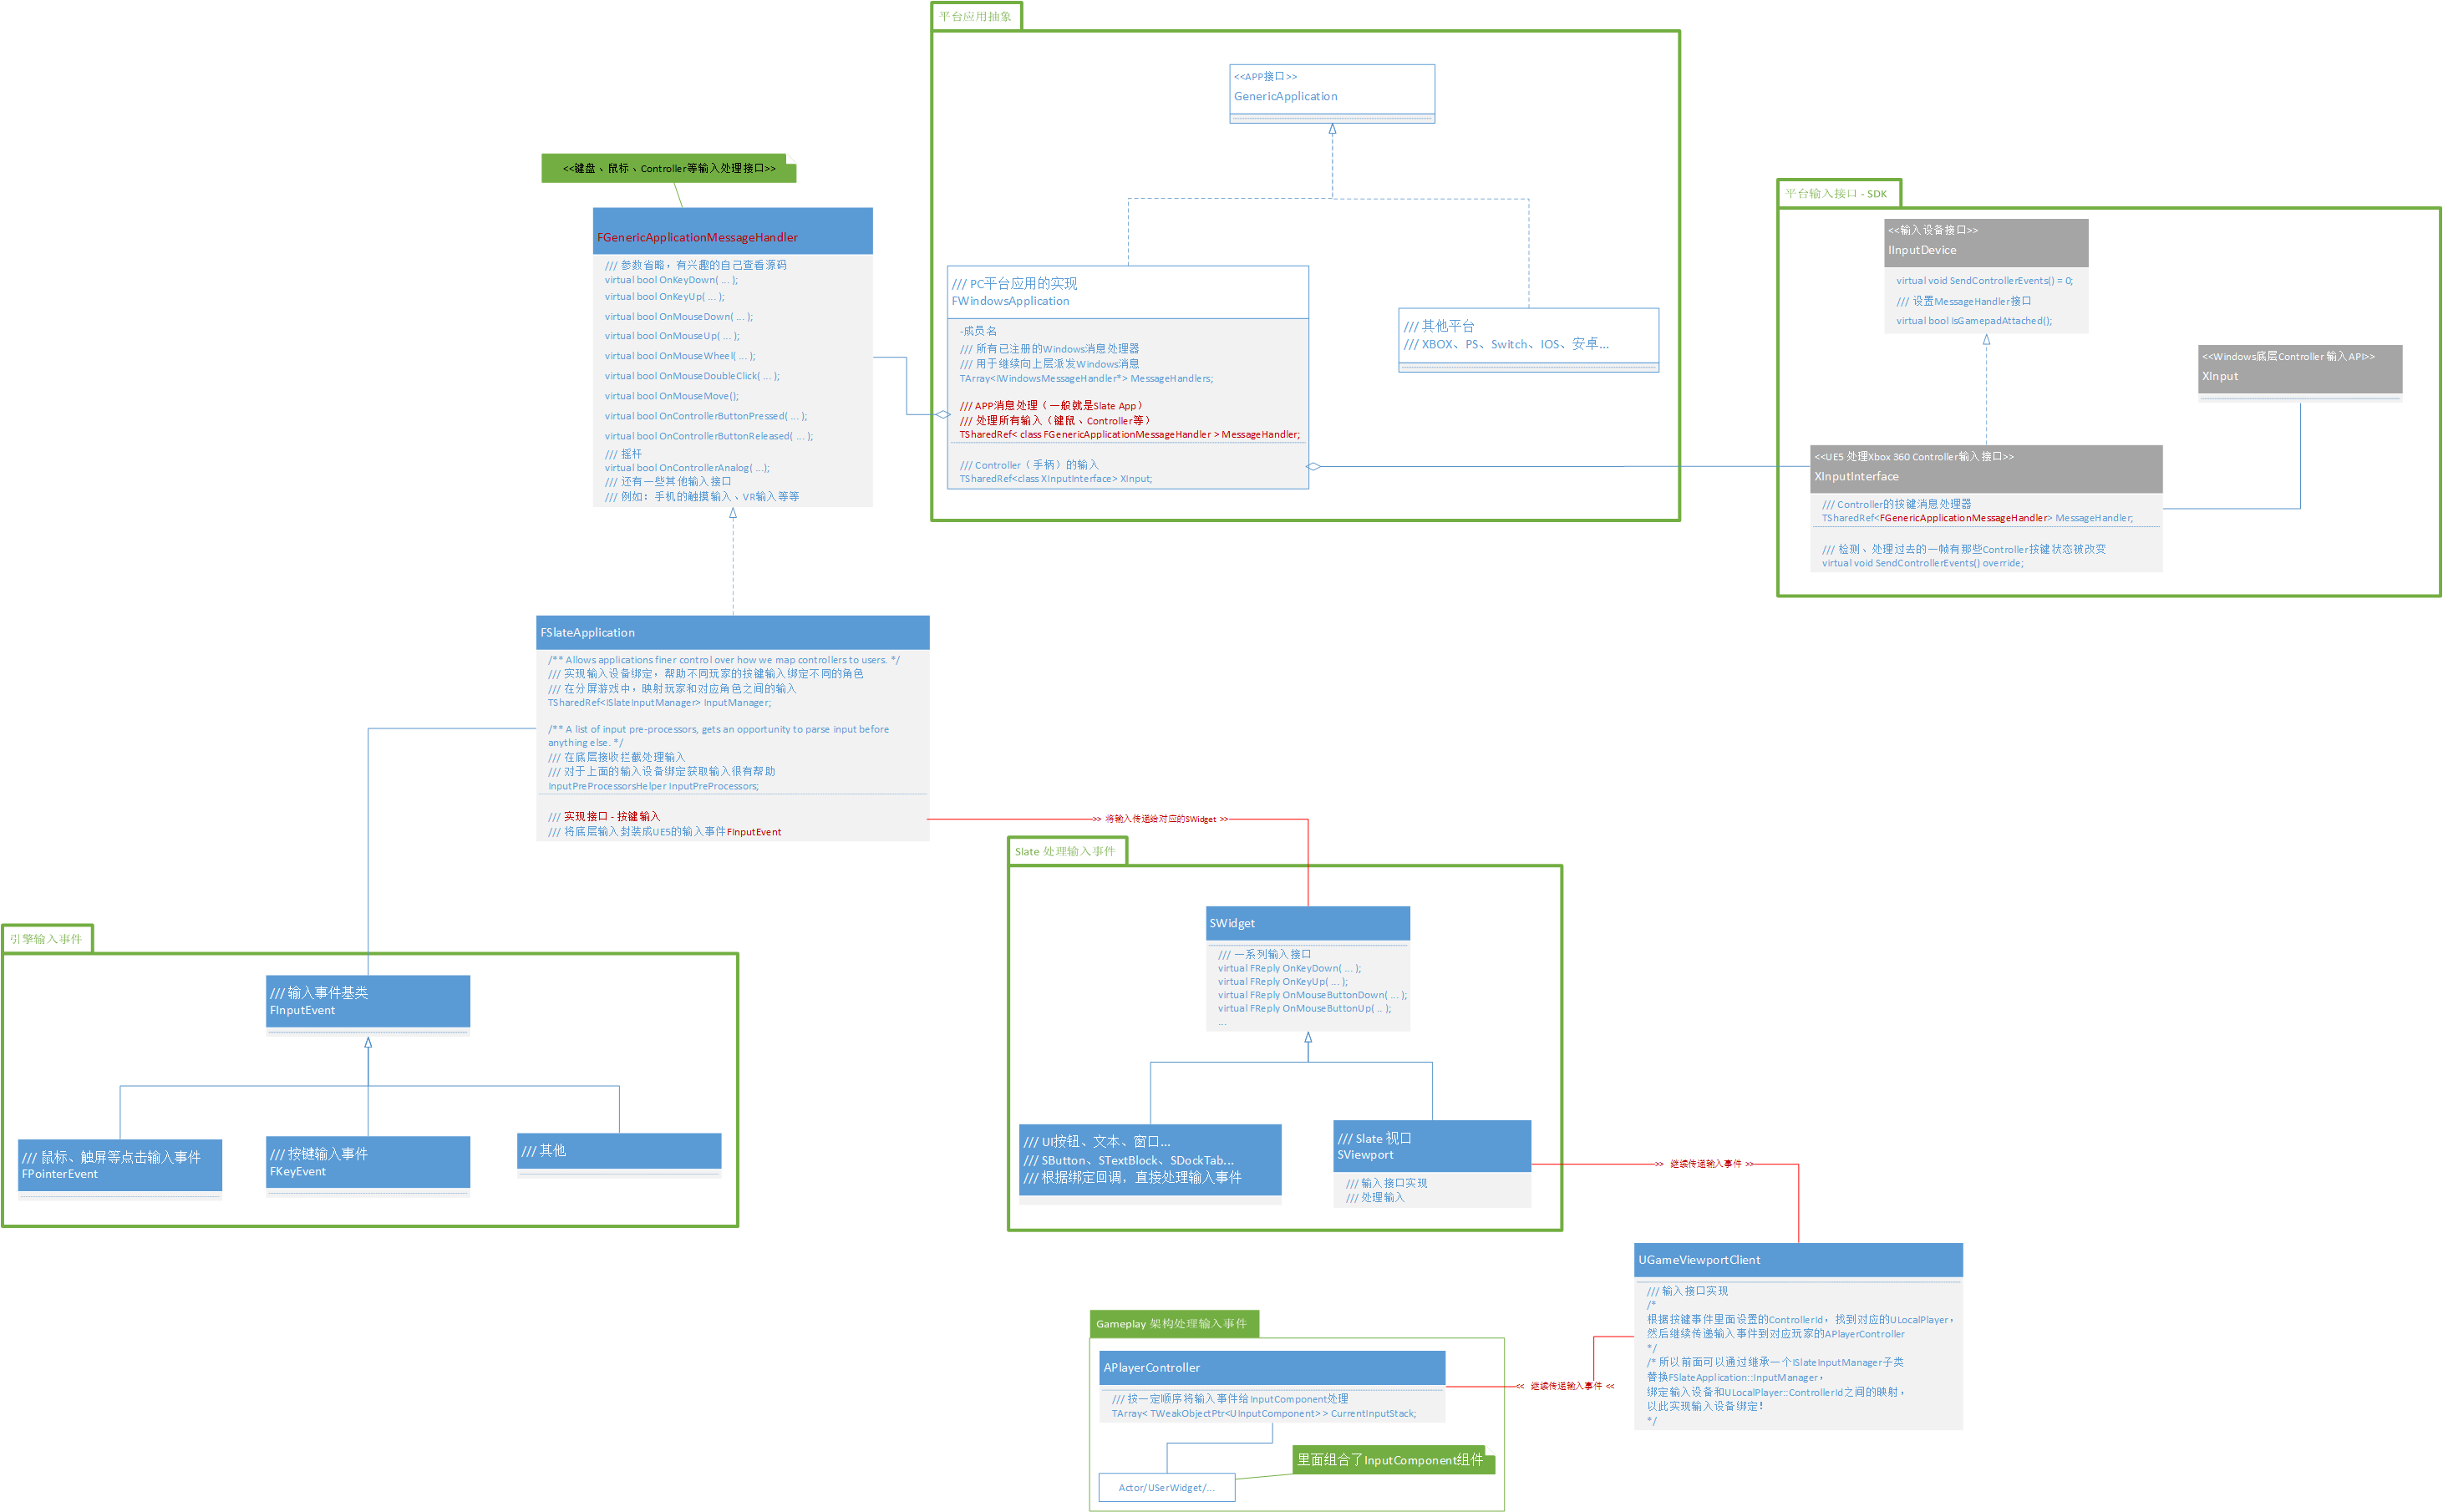 平台应用抽象
<<APP接口>>
GenericApplication
/// PC平台应用的实现
FWindowsApplication
-成员名
/// 所有已注册的Windows消息处理器
/// 用于继续向上层派发Windows消息
TArray<IWindowsMessageHandler*> MessageHandlers;
/// APP消息处理（一般就是Slate App）
/// 处理所有输入（键鼠、Controller等）
TSharedRef< class FGenericApplicationMessageHandler > MessageHandler;
/// Controller（手柄）的输入
TSharedRef<class XInputInterface> XInput;
/// 其他平台
/// XBOX、PS、Switch、IOS、安卓...
<<键盘、鼠标、Controller等输入处理接口>>
FGenericApplicationMessageHandler
/// 参数省略，有兴趣的自己查看源码
virtual bool OnKeyDown( ... );
virtual bool OnKeyUp( ... );
virtual bool OnMouseDown( ... );
virtual bool OnMouseUp( ... );
virtual bool OnMouseWheel( ... );
virtual bool OnMouseDoubleClick( ... );
virtual bool OnMouseMove();
virtual bool OnControllerButtonPressed( ... );
virtual bool OnControllerButtonReleased( ... );
/// 摇杆
virtual bool OnControllerAnalog( ...);
/// 还有一些其他输入接口
/// 例如：手机的触摸输入、VR输入等等
平台输入接口 - SDK
<<输入设备接口>>
IInputDevice
virtual void SendControllerEvents() = 0;
/// 设置MessageHandler接口
virtual bool IsGamepadAttached();
<<Windows底层Controller 输入API>>
XInput
<<UE5 处理Xbox 360 Controller输入接口>>
XInputInterface
/// Controller的按键消息处理器
TSharedRef<FGenericApplicationMessageHandler> MessageHandler;
/// 检测、处理过去的一帧有那些Controller按键状态被改变
virtual void SendControllerEvents() override;
FSlateApplication
/** Allows applications finer control over how we map controllers to users. */
/// 实现输入设备绑定，帮助不同玩家的按键输入绑定不同的角色
/// 在分屏游戏中，映射玩家和对应角色之间的输入
TSharedRef<ISlateInputManager> InputManager;
/** A list of input pre-processors, gets an opportunity to parse input before
anything else. */
/// 在底层接收拦截处理输入
/// 对于上面的输入设备绑定获取输入很有帮助
InputPreProcessorsHelper InputPreProcessors;
/// 实现接口 - 按键输入
/// 将底层输入封装成UE5的输入事件FInputEvent
>> 将输入传递给对应的SWidget >>
引擎输入事件
/// 输入事件基类
FInputEvent
/// 鼠标、触屏等点击输入事件
FPointerEvent
/// 按键输入事件
FKeyEvent
/// 其他
Slate 处理输入事件
SWidget
/// 一系列输入接口
virtual FReply OnKeyDown( ... );
virtual FReply OnKeyUp( ... );
virtual FReply OnMouseButtonDown( ... );
virtual FReply OnMouseButtonUp( .. );
...
/// UI按钮、文本、窗口...
/// SButton、STextBlock、SDockTab...
/// 根据绑定回调，直接处理输入事件
/// Slate 视口
SViewport
/// 输入接口实现
/// 处理输入
>> 继续传递输入事件 >>
UGameViewportClient
/// 输入接口实现
/*
根据按键事件里面设置的ControllerId，找到对应的ULocalPlayer，
然后继续传递输入事件到对应玩家的APlayerController
*/
/* 所以前面可以通过继承一个ISlateInputManager子类
替换FSlateApplication::InputManager，
绑定输入设备和ULocalPlayer::ControllerId之间的映射，
以此实现输入设备绑定！
*/
<< 继续传递输入事件 <<
Gameplay 架构处理输入事件
APlayerController
/// 按一定顺序将输入事件给InputComponent处理
TArray< TWeakObjectPtr<UInputComponent> > CurrentInputStack;
里面组合了InputComponent组件
Actor/USerWidget/...